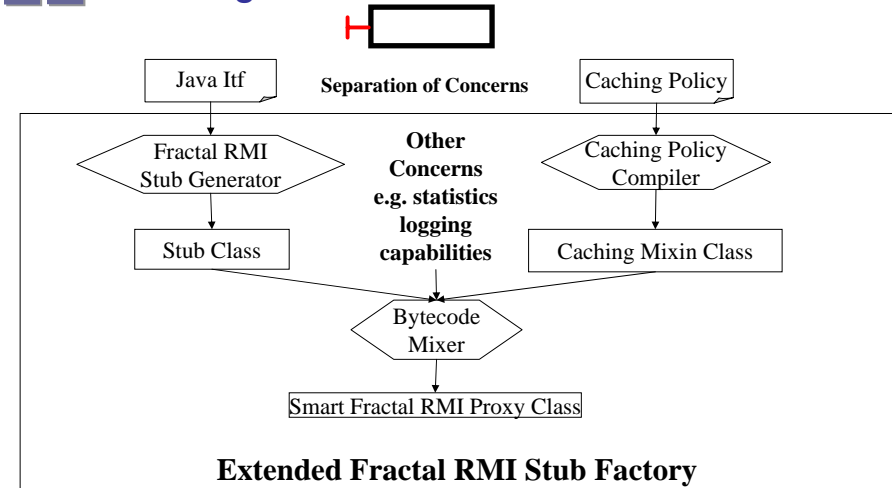 Java Itf
Separation of Concerns
Caching Policy
Fractal RMI
Stub Generator
Other
Concerns
e.g. statistics
logging
capabilities
Caching Policy
Compiler
Stub Class
Caching Mixin Class
Bytecode
Mixer
Smart Fractal RMI Proxy Class
Extended Fractal RMI Stub Factory